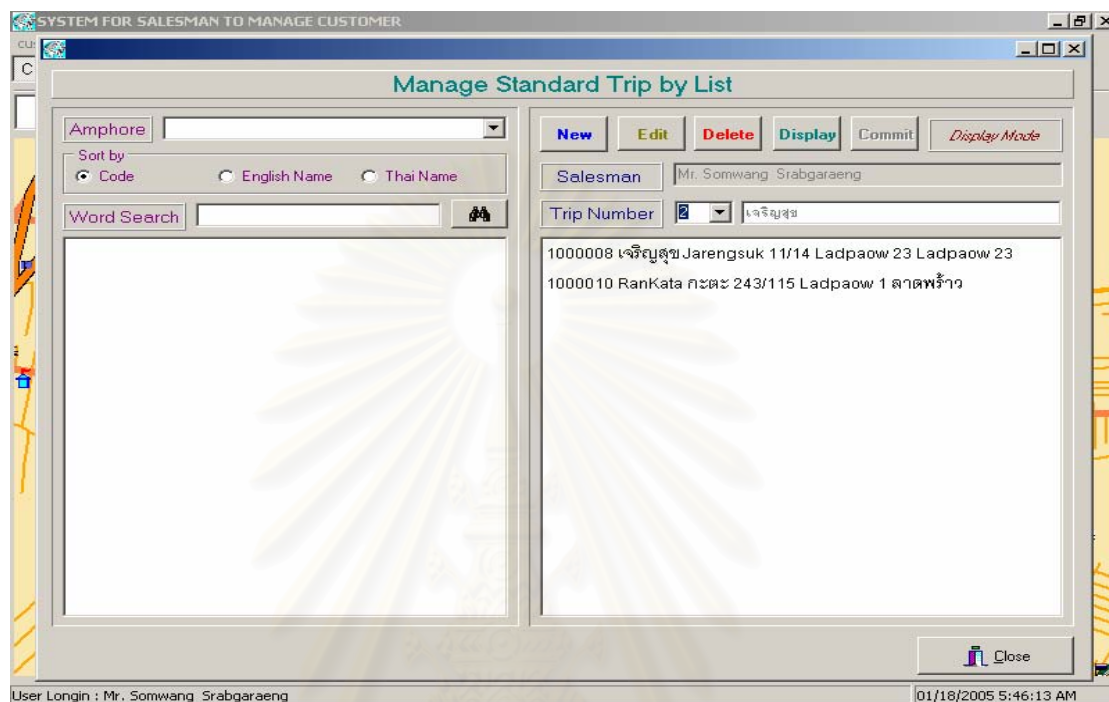 SYSTEM FOR SALESMAN TO MANAGE CUSTOMER
Manage Standard Trip by List
Amphore
Sort by
Code English Name Thai Name
Word Search
New Edit Delete Display Commit Display Mode
Salesman Mr. Somwang Srabgaraeng
Trip Number 2 เจริญสุข
1000008 เจริญสุข Jarengsuk 11/14 Ladpaow 23 Ladpaow 23
1000010 RanKata กะตะ 243/115 Ladpaow 1 ลาดพร้าว
Close
User Longin : Mr. Somwang Srabgaraeng 01/18/2005 5:46:13 AM